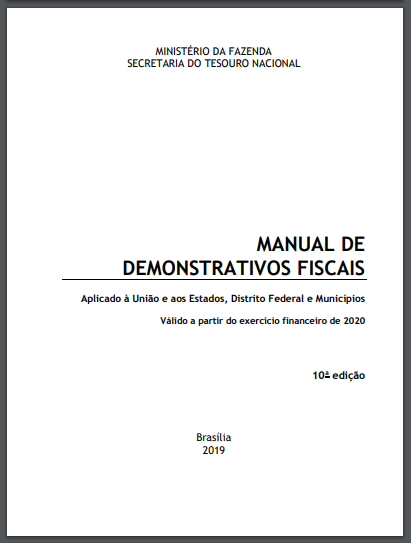 MINISTÉRIO DA FAZENDA
SECRETARIA DO TESOURO NACIONAL
MANUAL DE
DEMONSTRATIVOS FISCAIS
Aplicado à União e aos Estados, Distrito Federal e Municípios
Válido a partir do exercício financeiro de 2020
10ª edição
Brasília
2019